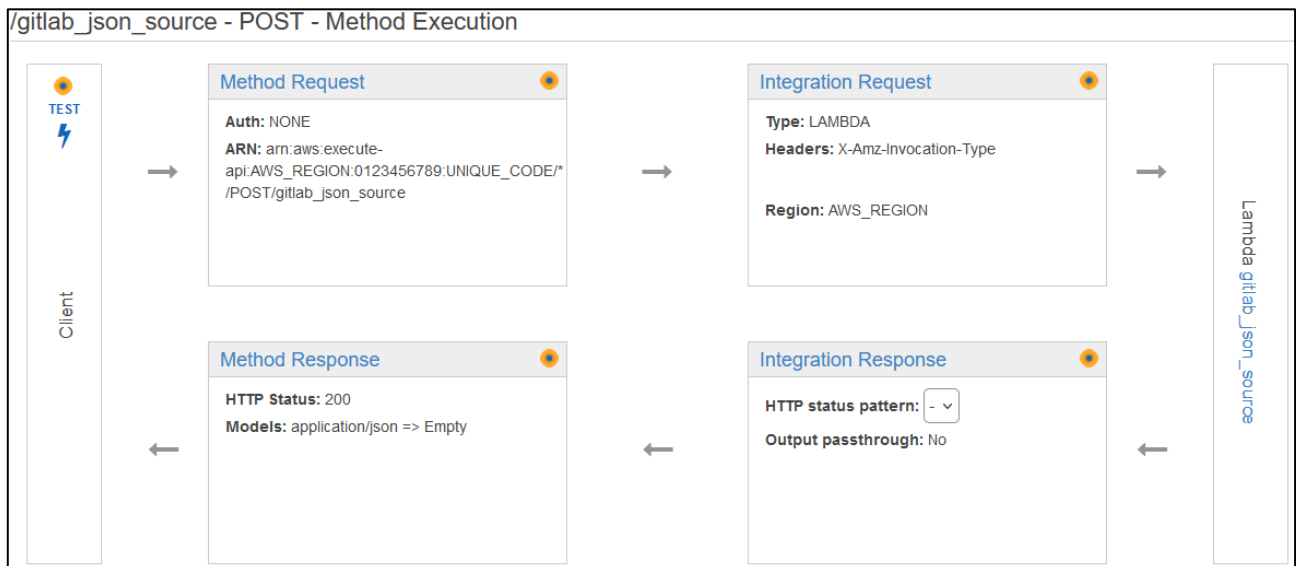 /gitlab_json_source - POST - Method Execution
TEST
Client
Method Request
Auth: NONE
ARN: arn:aws:execute-
api:AWS_REGION:0123456789:UNIQUE_CODE/*
/POST/gitlab_json_source
Integration Request
Type: LAMBDA
Headers: X-Amz-Invocation-Type
Region: AWS_REGION
Lambda gitlab_json_source
Method Response
HTTP Status: 200
Models: application/json => Empty
Integration Response
HTTP status pattern: -
Output passthrough: No